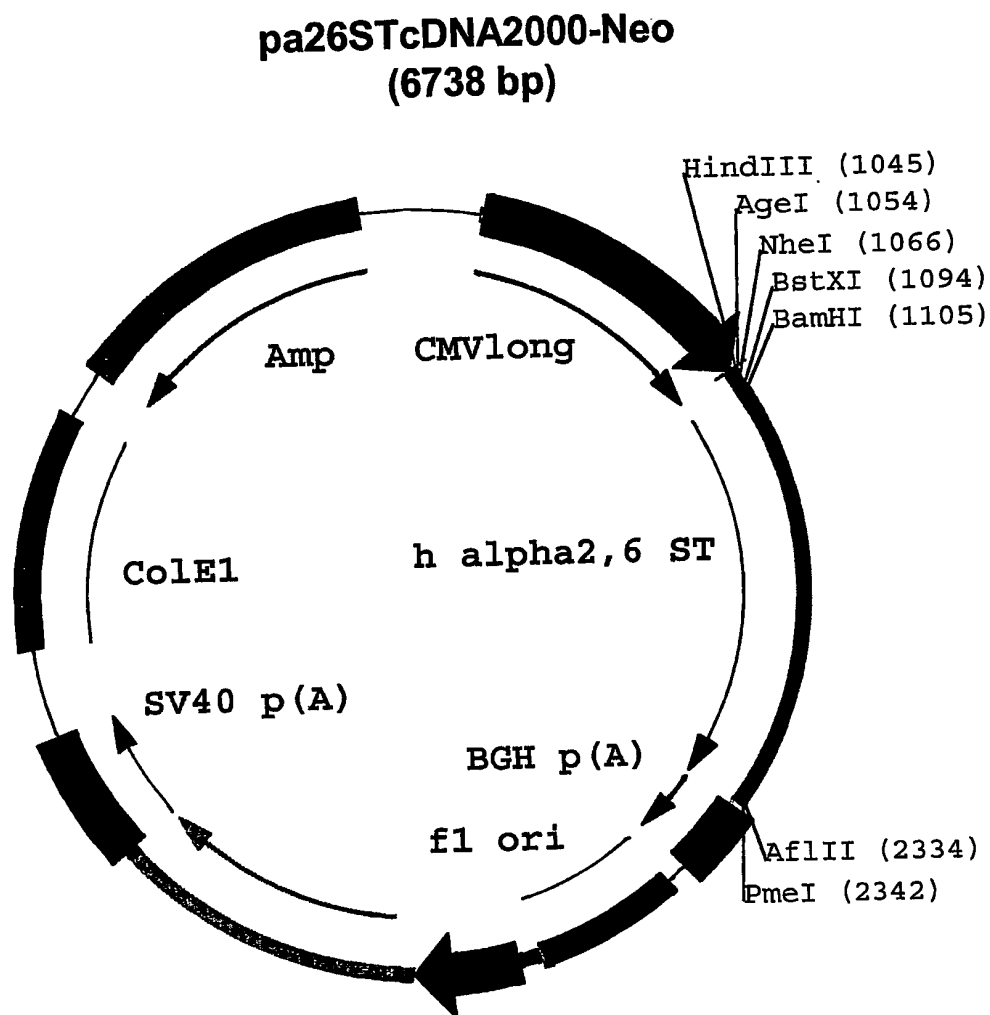 pa26STcDNA2000-Neo
(6738 bp)
HindIII (1045)
AgeI (1054)
NheI (1066)
BstXI (1094)
BamHI (1105)
Amp
CMVlong
ColE1
h alpha2,6 ST
SV40 p(A)
BGH p(A)
f1 ori
AflII (2334)
PmeI (2342)